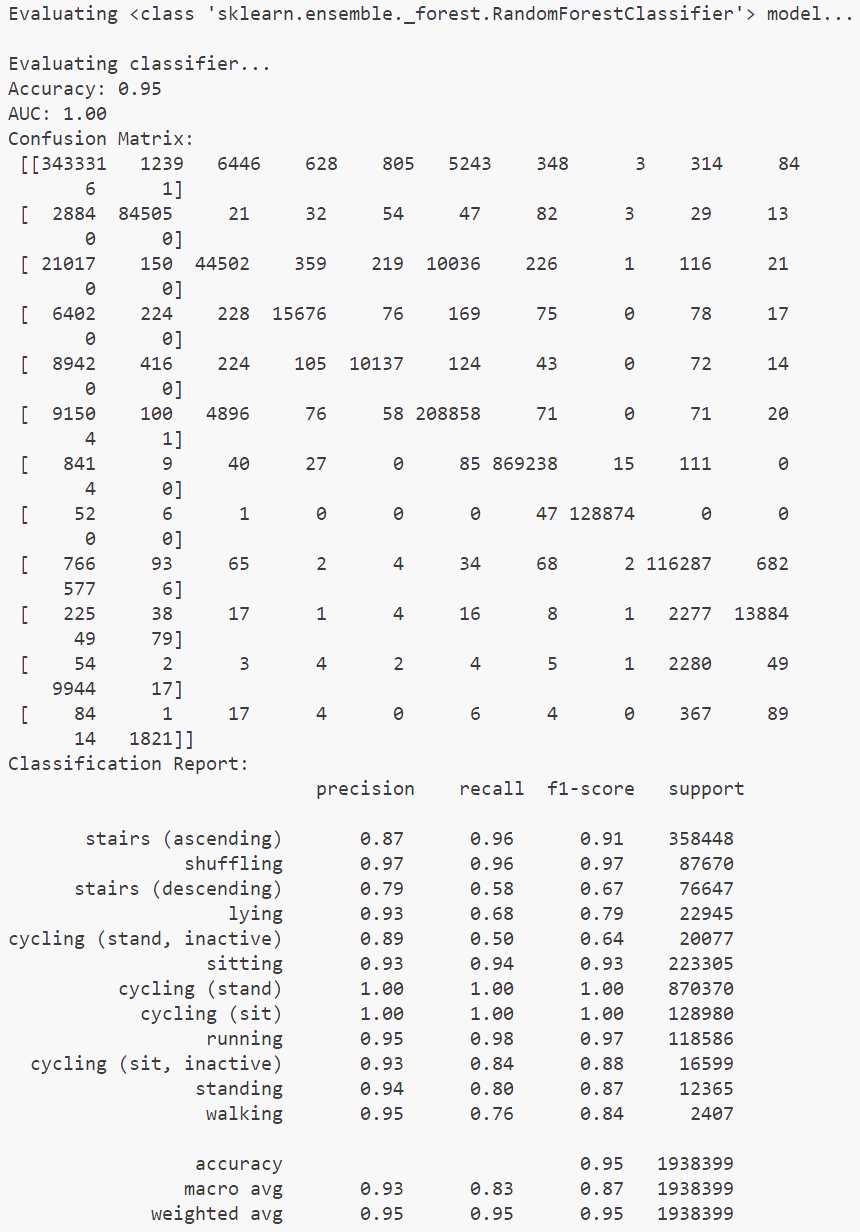 Evaluating <class 'sklearn.ensemble._forest.RandomForestClassifier'> model...
Evaluating classifier...
Accuracy: 0.95
AUC: 1.00
Confusion Matrix:
[[343331 1239 6446 628 805 5243 348 3 314 84
6 1]
[ 2884 84505 21 32 54 47 82 3 29 13
0 0]
[ 21017 150 44502 359 219 10036 226 1 116 21
0 0]
[ 6402 224 228 15676 76 169 75 0 78 17
0 0]
[ 8942 416 224 105 10137 124 43 0 72 14
0 0]
[ 9150 100 4896 76 58 208858 71 0 71 20
4 1]
[ 841 9 40 27 0 85 869238 15 111 0
4 0]
[ 52 6 1 0 0 0 47 128874 0 0
0 0]
[ 766 93 65 2 4 34 68 2 116287 682
577 6]
[ 225 38 17 1 4 16 8 1 2277 13884
49 79]
[ 54 2 3 4 2 4 5 1 2280 49
9944 17]
[ 84 1 17 4 0 6 4 0 367 89
14 1821]]
Classification Report:
precision recall f1-score support
stairs (ascending) 0.87 0.96 0.91 358448
shuffling 0.97 0.96 0.97 87670
stairs (descending) 0.79 0.58 0.67 76647
lying 0.93 0.68 0.79 22945
cycling (stand, inactive) 0.89 0.50 0.64 20077
sitting 0.93 0.94 0.93 223305
cycling (stand) 1.00 1.00 1.00 870370
cycling (sit) 1.00 1.00 1.00 128980
running 0.95 0.98 0.97 118586
cycling (sit, inactive) 0.93 0.84 0.88 16599
standing 0.94 0.80 0.87 12365
walking 0.95 0.76 0.84 2407
accuracy 0.95 1938399
macro avg 0.93 0.83 0.87 1938399
weighted avg 0.95 0.95 0.95 1938399